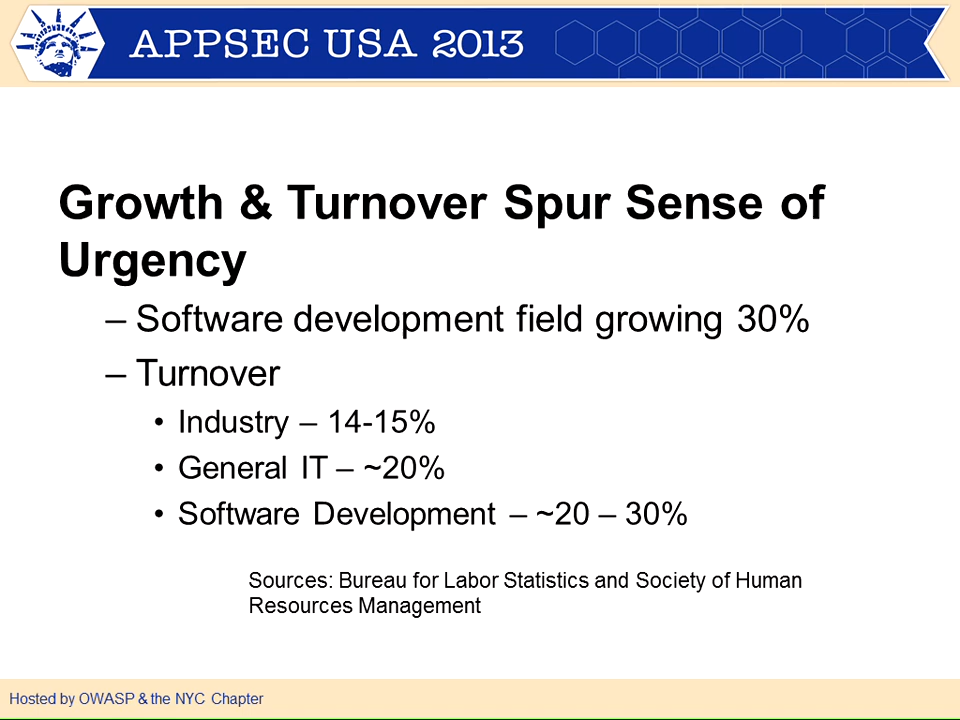 APPSEC USA 2013
Growth & Turnover Spur Sense of
Urgency
– Software development field growing 30%
– Turnover
• Industry – 14-15%
• General IT – ~20%
• Software Development – ~20 – 30%
Sources: Bureau for Labor Statistics and Society of Human
Resources Management
Hosted by OWASP & the NYC Chapter